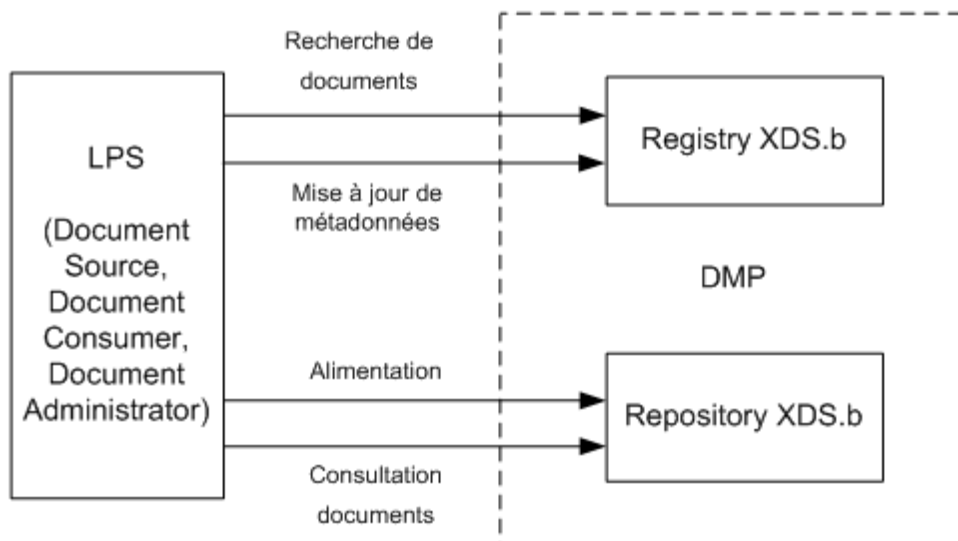 Recherche de
documents
LPS
(Document
Source,
Document
Consumer,
Document
Administrator)
Registry XDS.b
Mise à jour de
métadonnées
DMP
Alimentation
Repository XDS.b
Consultation
documents